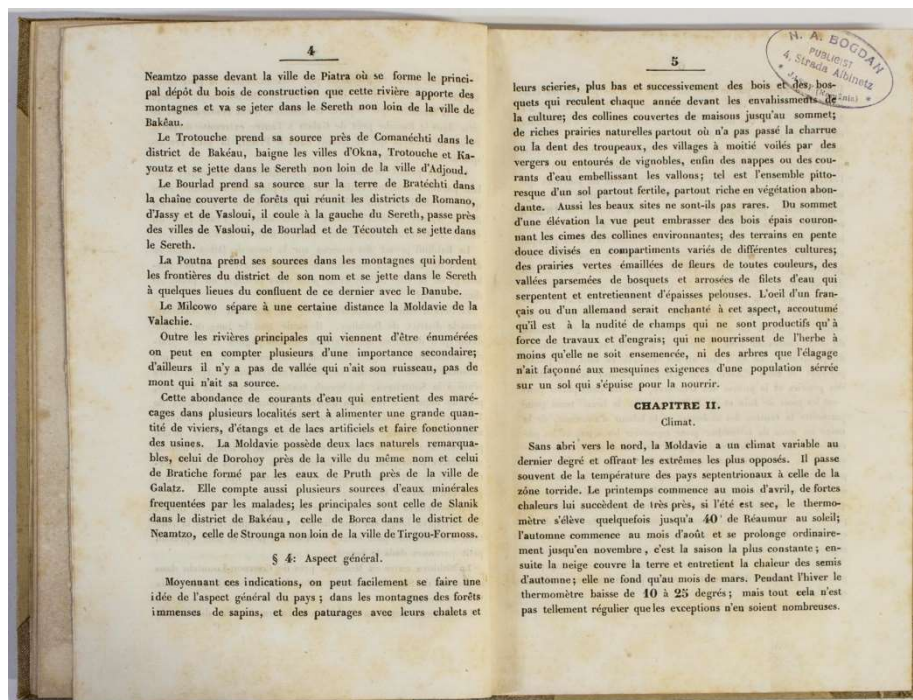 4
Neamtzo passe devant la ville de Piatra où se forme le princi-
pal dépôt du bois de construction que cette rivière apporte des
montagnes et va se jeter dans le Sereth non loin de la ville de
Bakéau.
Le Trotouche prend sa source près de Comanéchti dans le
district de Bakéau, baigne les villes d'Okna, Trotouche et Ka-
youtz et se jette dans le Sereth non loin de la ville d'Adjoud.
Le Bourlad prend sa source sur la terre de Bratéchti dans
la chaîne couverte de forêts qui réunit les districts de Romano,
d'Jassy et de Vasloui, il coule à la gauche du Sereth, passe près
des villes de Vasloui, de Bourlad et de Técoutch et se jette dans
le Sereth.
La Poutna prend ses sources dans les montagnes qui bordent
les frontières du district de son nom et se jette dans le Sereth
à quelques lieues du confluent de ce dernier avec le Danube.
Le Milcowo sépare à une certaine distance la Moldavie de la
Valachie.
Outre les rivières principales qui viennent d'être énumérées
on peut en compter plusieurs d'une importance secondaire;
d'ailleurs il n'y a pas de vallée qui n'ait son ruisseau, pas de
mont qui n'ait sa source.
Cette abondance de courants d'eau qui entretient des maré-
cages dans plusieurs localités sert à alimenter une grande quan-
tité de viviers, d'étangs et de lacs artificiels et faire fonctioner
des usines. La Moldavie possède deux lacs naturels remarqua-
bles, celui de Dorohoy près de la ville du même nom et celui
de Bratiche formé par les eaux de Pruth près de la ville de
Galatz. Elle compte aussi plusieurs sources d'eaux minérales
frequentées par les malades; les principales sont celle de Slanik
dans le district de Bakéau, celle de Borca dans le district de
Neamtzo, celle de Strounga non loin de la ville de Tirgou-Formoss.
§ 4: Aspect général.
Moyennant ces indications, on peut facilement se faire une
idée de l'aspect général du pays; dans les montagnes des forêts
immenses de sapins, et des paturages avec leurs chalets et
5
H. A. BOGDAN
PUBLICIST
4, Strada Albinetz
leurs scieries, plus bas et successivement des bois et des bos-
quets qui reculent chaque année devant les envahissments de
la culture; des collines couvertes de maisons jusqu'au sommet;
de riches prairies naturelles partout où n'a pas passé la charrue
ou la dent des troupeaux, des villages à moitié voilés par des
vergers ou entourés de vignobles, enfin des nappes ou des cou-
rants d'eau embellissant les vallons; tel est l'ensemble pitto-
resque d'un sol partout fertile, partout riche en végétation abon-
dante. Aussi les beaux sites ne sont-ils pas rares. Du sommet
d'une élévation la vue peut embrasser des bois épais couron-
nant les cimes des collines environnantes; des terrains en pente
douce divisés en compartiments variés de différentes cultures;
des prairies vertes émaillées de fleurs de toutes couleurs, des
vallées parsemées de bosquets et arrosées de filets d'eau qui
serpentent et entretiennent d'épaisses pelouses. L'oeil d'un fran-
çais ou d'un allemand serait enchanté à cet aspect, accoutumé
qu'il est à la nudité de champs qui ne sont productifs qu'à
force de travaux et d'engrais; qui ne nourrissent de l'herbe à
moins qu'elle ne soit ensemencée, ni des arbres que l'élagage
n'ait façonné aux mesquines exigences d'une population sérrée
sur un sol qui s'épuise pour la nourrir.
CHAPITRE II.
Climat.
Sans abri vers le nord, la Moldavie a un climat variable au
dernier degré et offrant les extrêmes les plus opposés. Il passe
souvent de la température des pays septentrionaux à celle de la
zóne torride. Le printemps commence au mois d'avril, de fortes
chaleurs lui succèdent de très près, si l'été est sec, le thermo-
mètre s'élève quelquefois jusqu'a 40° de Réaumur au soleil;
l'automne commence au mois d'août et se prolonge ordinaire-
ment jusqu'en novembre, c'est la saison la plus constante; en-
suite la neige couvre la terre et entretient la chaleur des semis
d'automne; elle ne fond qu'au mois de mars. Pendant l'hiver le
thermomètre baisse de 10 à 25 degrés; mais tout cela n'est
pas tellement régulier que les exceptions n'en soient nombreuses.